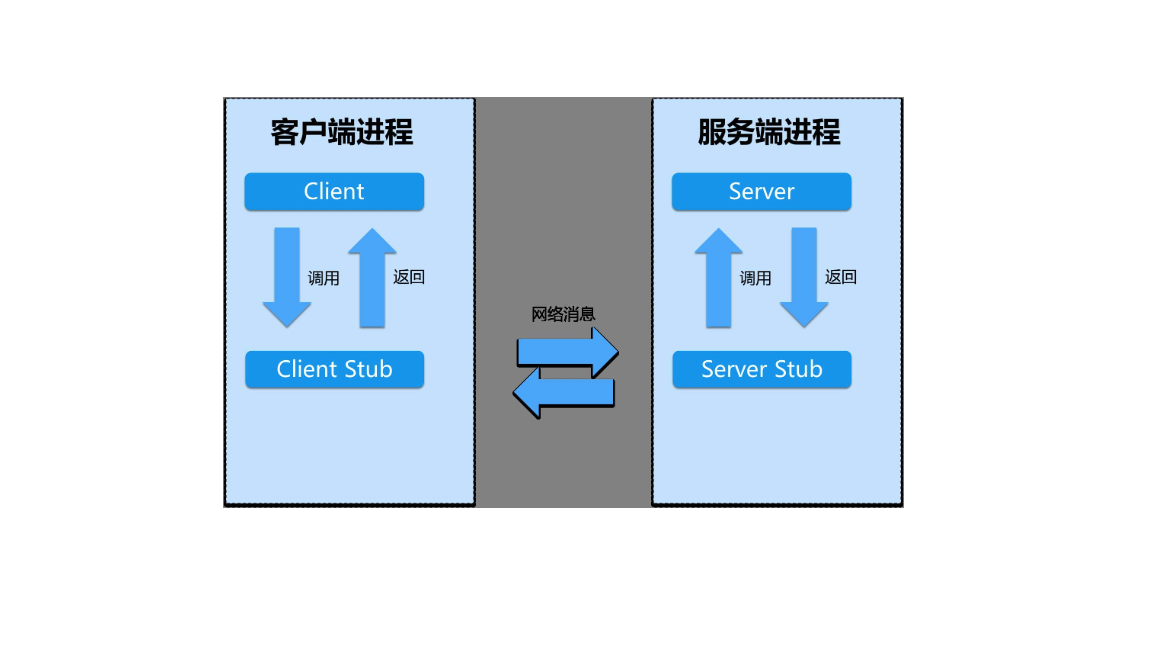 客户端进程
Client
调用
返回
Client Stub
网络消息
服务端进程
Server
调用
返回
Server Stub